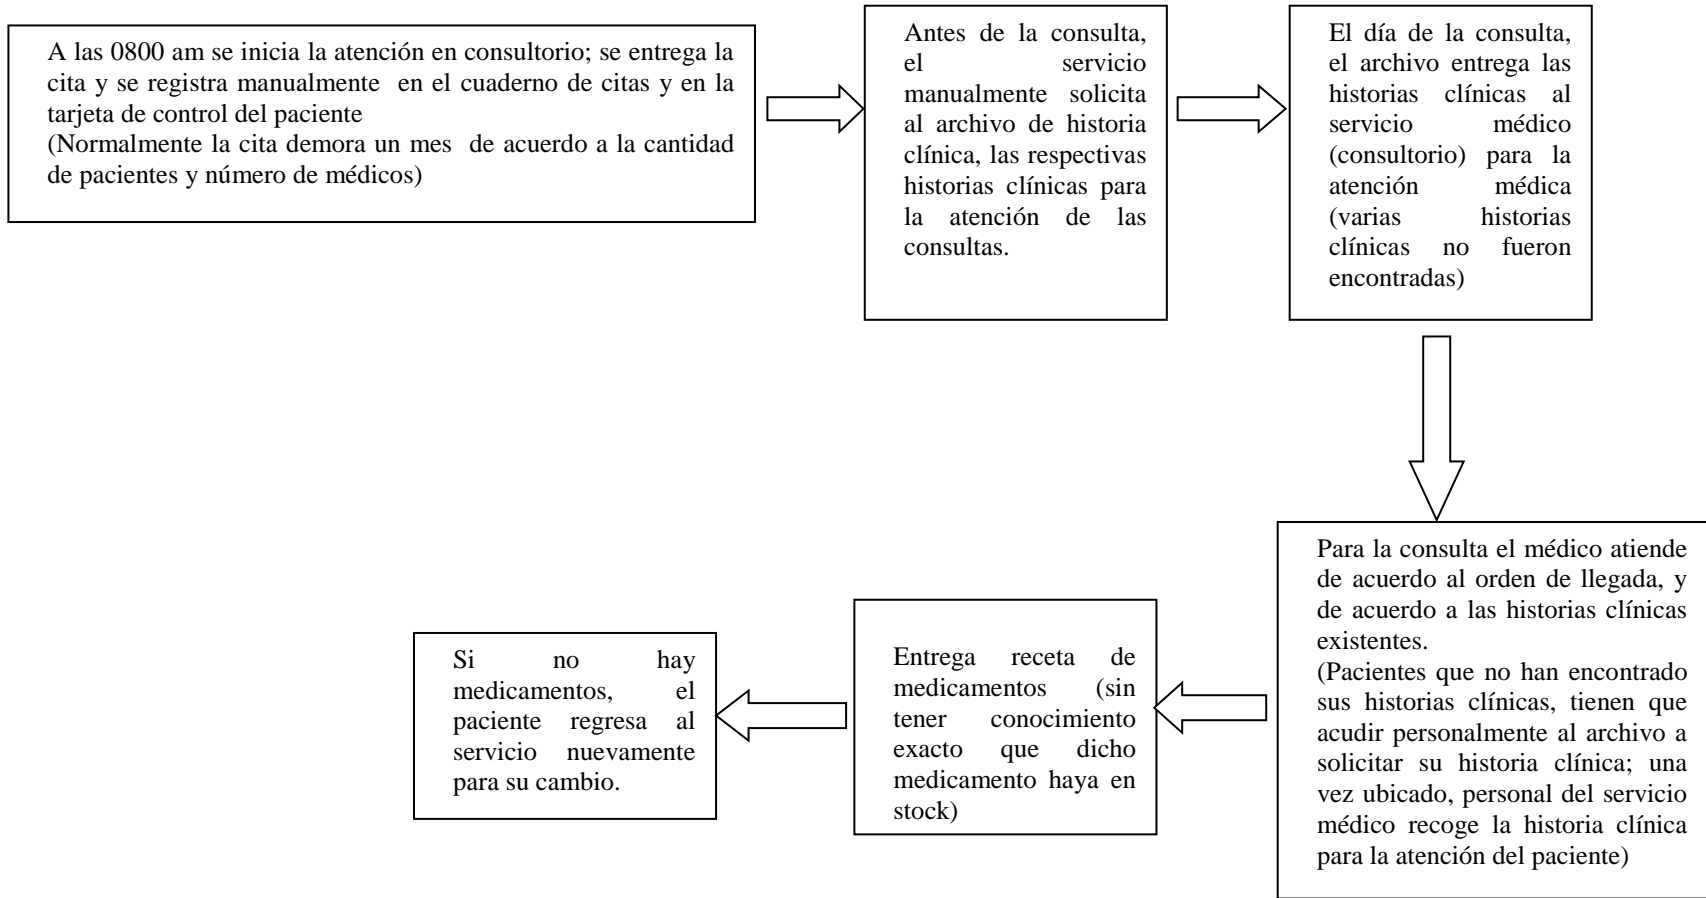 A las 0800 am se inicia la atención en consultorio; se entrega la
cita y se registra manualmente en el cuaderno de citas y en la
tarjeta de control del paciente
(Normalmente la cita demora un mes de acuerdo a la cantidad
de pacientes y número de médicos)
Antes de la consulta,
el servicio
manualmente solicita
al archivo de historia
clínica, las respectivas
historias clínicas para
la atención de las
consultas.
El día de la consulta,
el archivo entrega las
historias clínicas al
servicio médico
(consultorio) para la
atención médica
(varias historias
clínicas no fueron
encontradas)
Para la consulta el médico atiende
de acuerdo al orden de llegada, y
de acuerdo a las historias clínicas
existentes.
(Pacientes que no han encontrado
sus historias clínicas, tienen que
acudir personalmente al archivo a
solicitar su historia clínica; una
vez ubicado, personal del servicio
médico recoge la historia clínica
para la atención del paciente)
Entrega receta de
medicamentos (sin
tener conocimiento
exacto que dicho
medicamento haya en
stock)
Si no hay
medicamentos, el
paciente regresa al
servicio nuevamente
para su cambio.